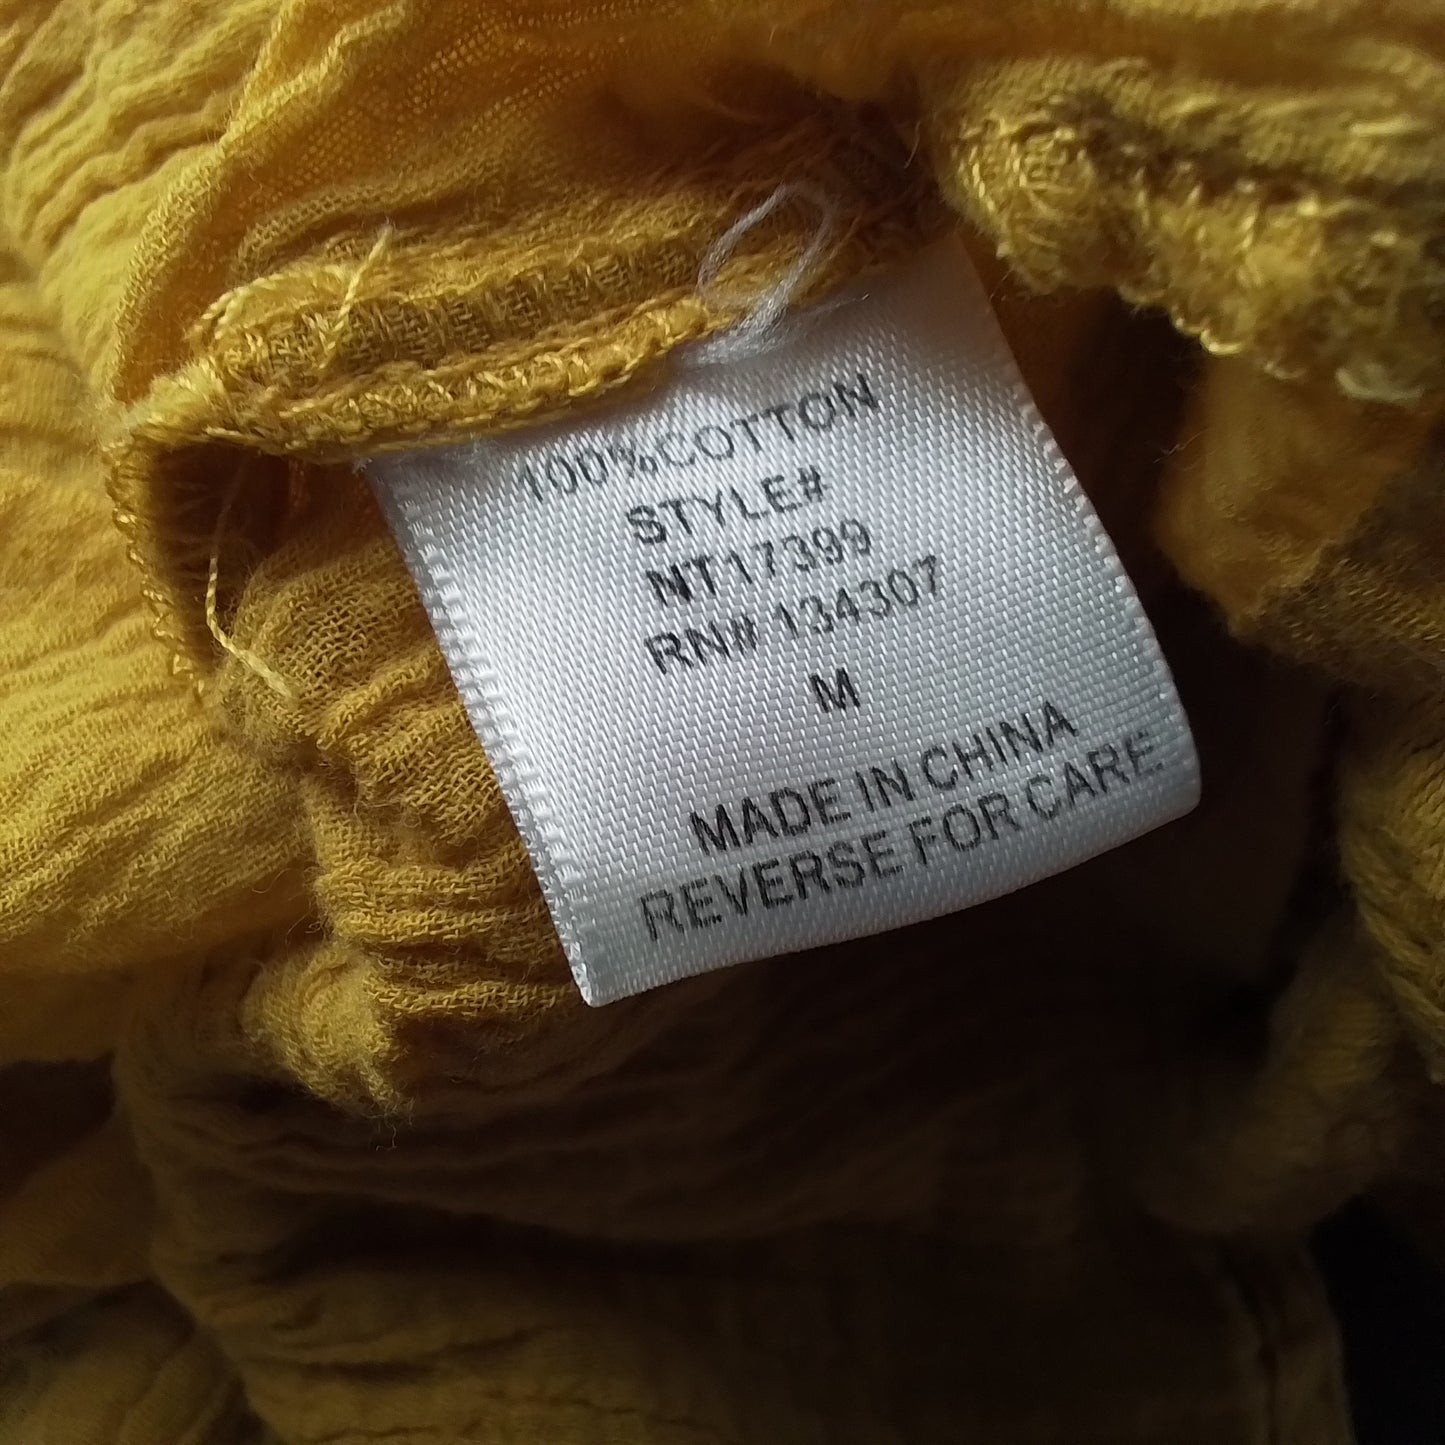 100%COTTON
STYLE#
NT17399
RN# 134307
M
MADE IN CHINA
REVERSE FOR CARE